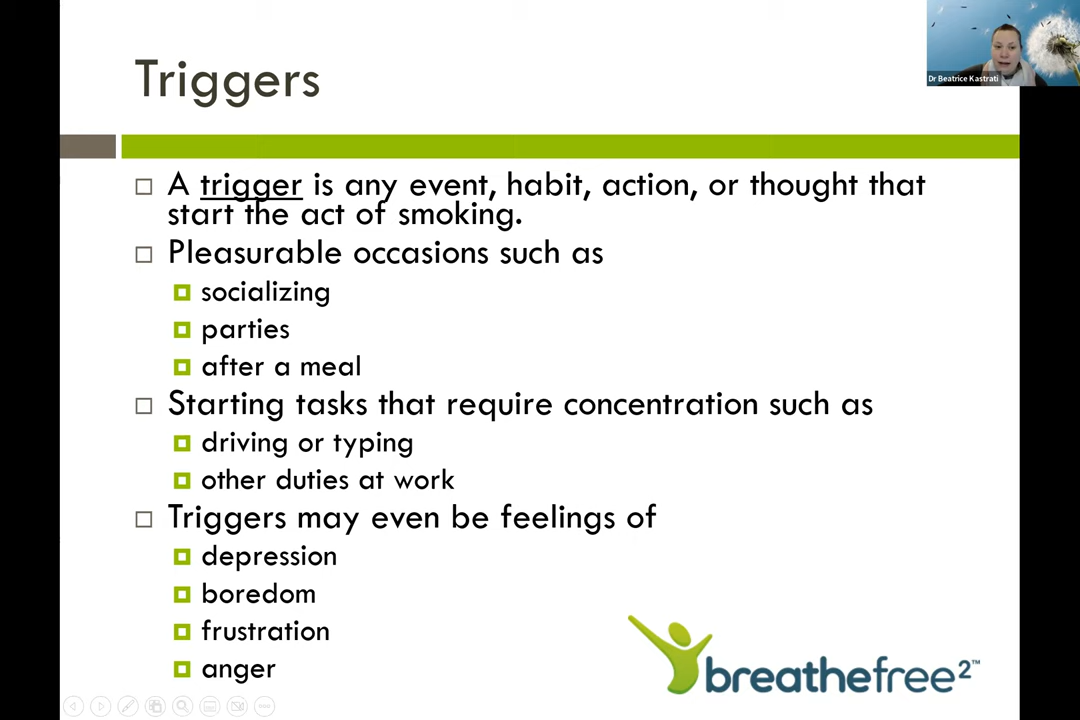 Triggers
Dr Beatrice Kastrati
A trigger is any event, habit, action, or thought that
start the act of smoking.
Pleasurable occasions such as
socializing
parties
after a meal
Starting tasks that require concentration such as
driving or typing
other duties at work
Triggers may even be feelings of
depression
boredom
frustration
anger
breathefree2™